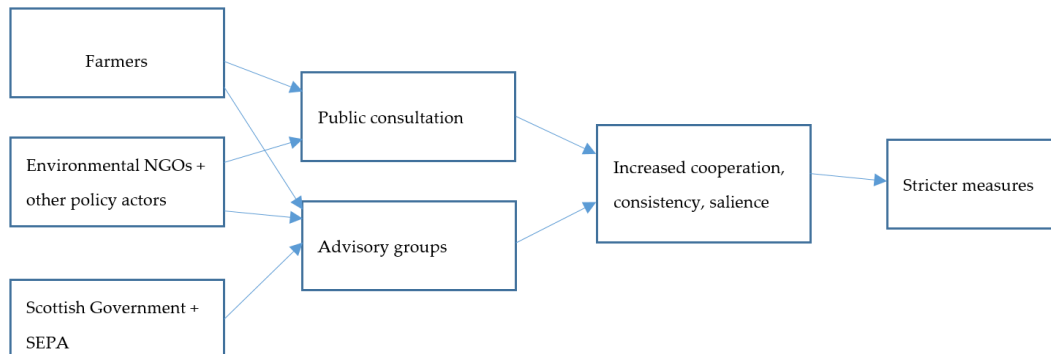 Farmers
Public consultation
Environmental NGOs +
other policy actors
Increased cooperation,
consistency, salience
Stricter measures
Advisory groups
Scottish Government +
SEPA